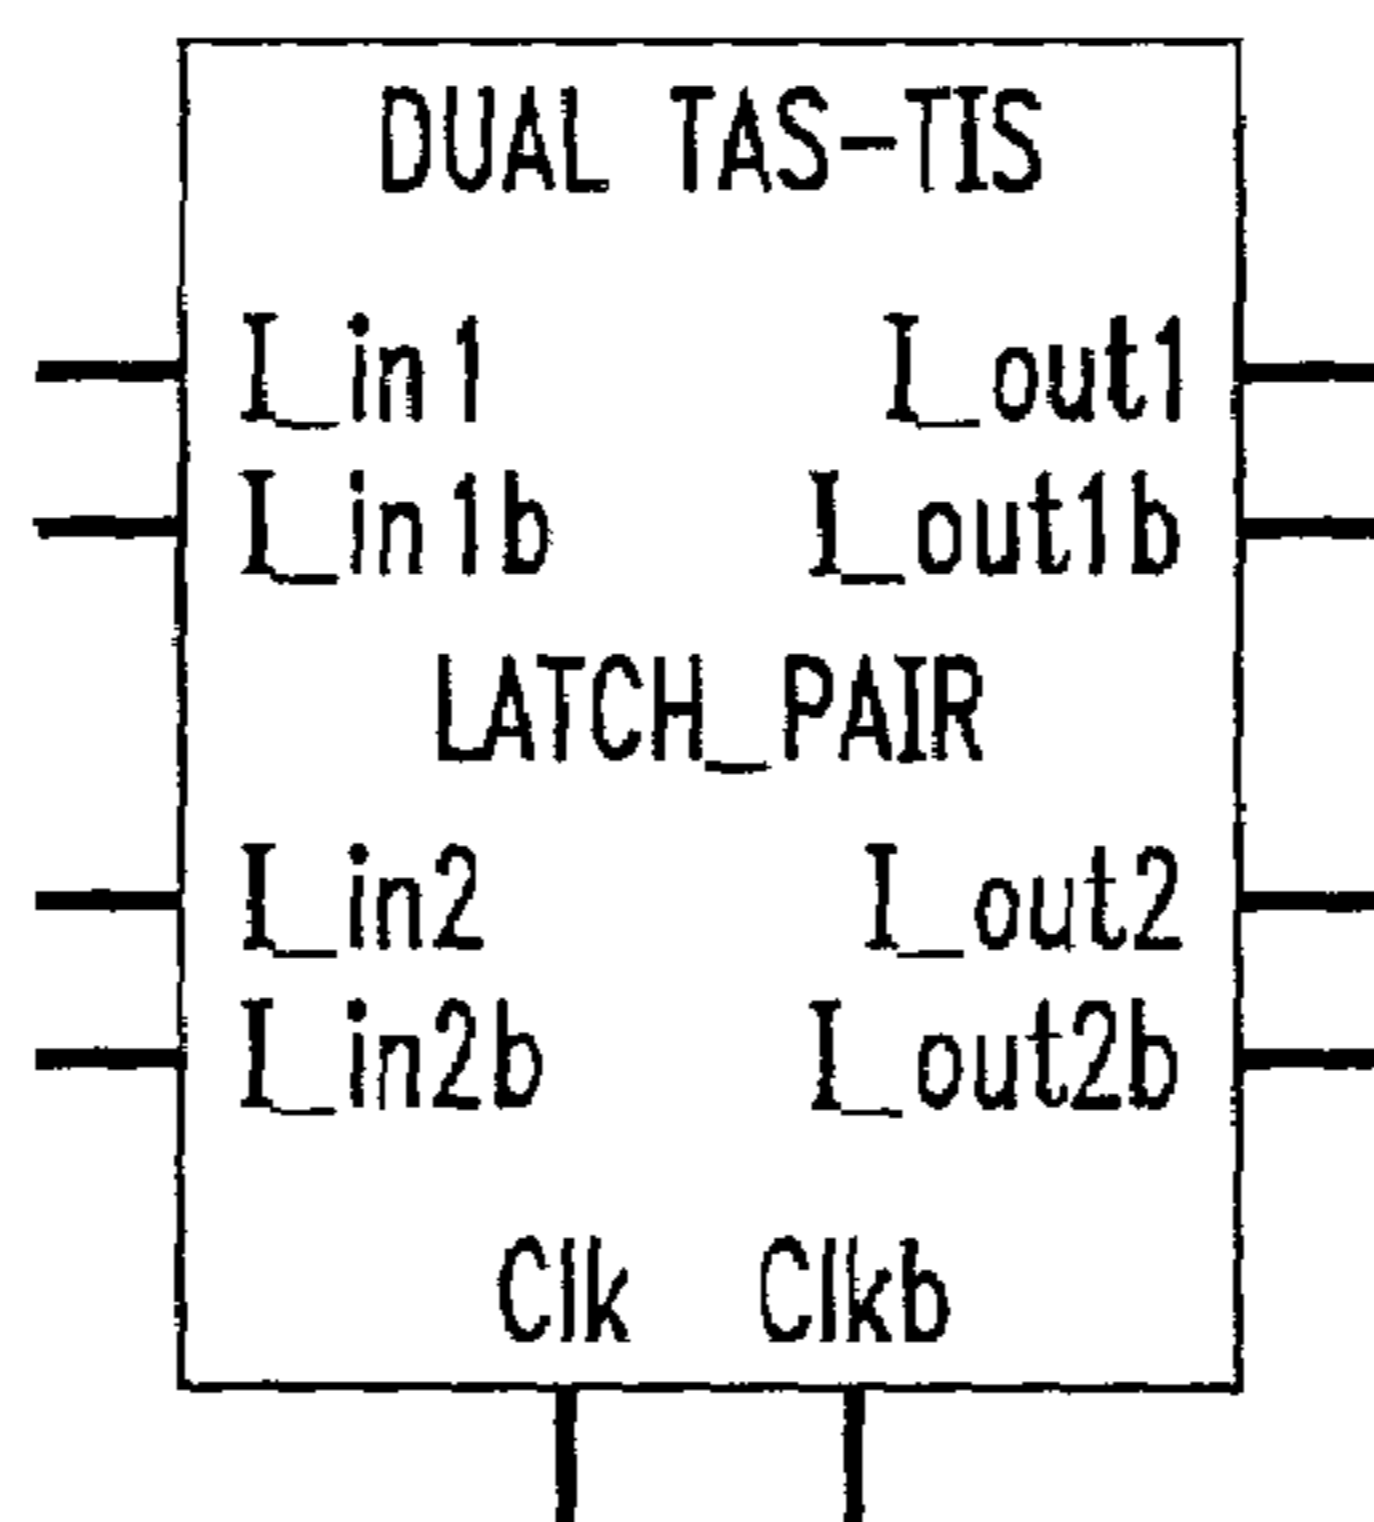 DUAL TAS-TIS
I_in1 I_out1
I_in1b I_out1b
LATCH_PAIR
I_in2 I_out2
I_in2b I_out2b
Clk Clkb